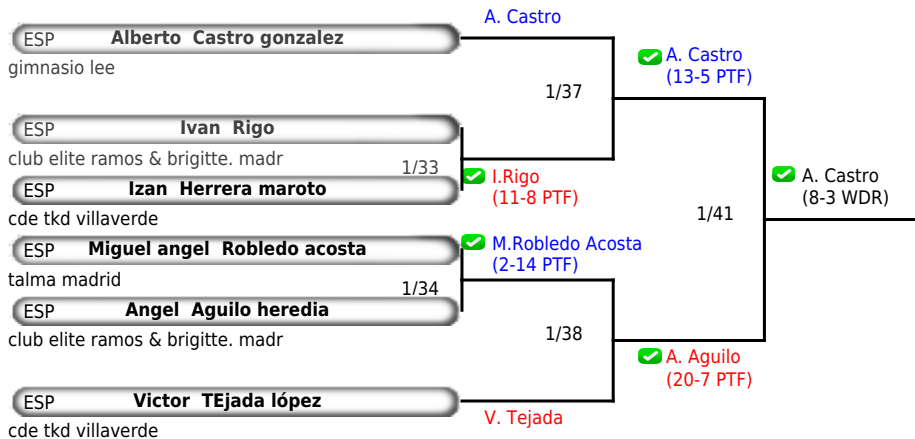 A. Castro
ESP Alberto Castro gonzalez
gimnasio lee
A. Castro
(13-5 PTF)
1/37
ESP Ivan Rigo
club elite ramos & brigitte. madr
1/33
I.Rigo
(11-8 PTF)
ESP Izan Herrera maroto
cde tkd villaverde
A. Castro
(8-3 WDR)
1/41
ESP Miguel angel Robledo acosta
talma madrid
M.Robledo Acosta
(2-14 PTF)
1/34
ESP Angel Aguilo heredia
club elite ramos & brigitte. madr
1/38
A. Aguilo
(20-7 PTF)
ESP Victor TEjada lópez
cde tkd villaverde
V. Tejada